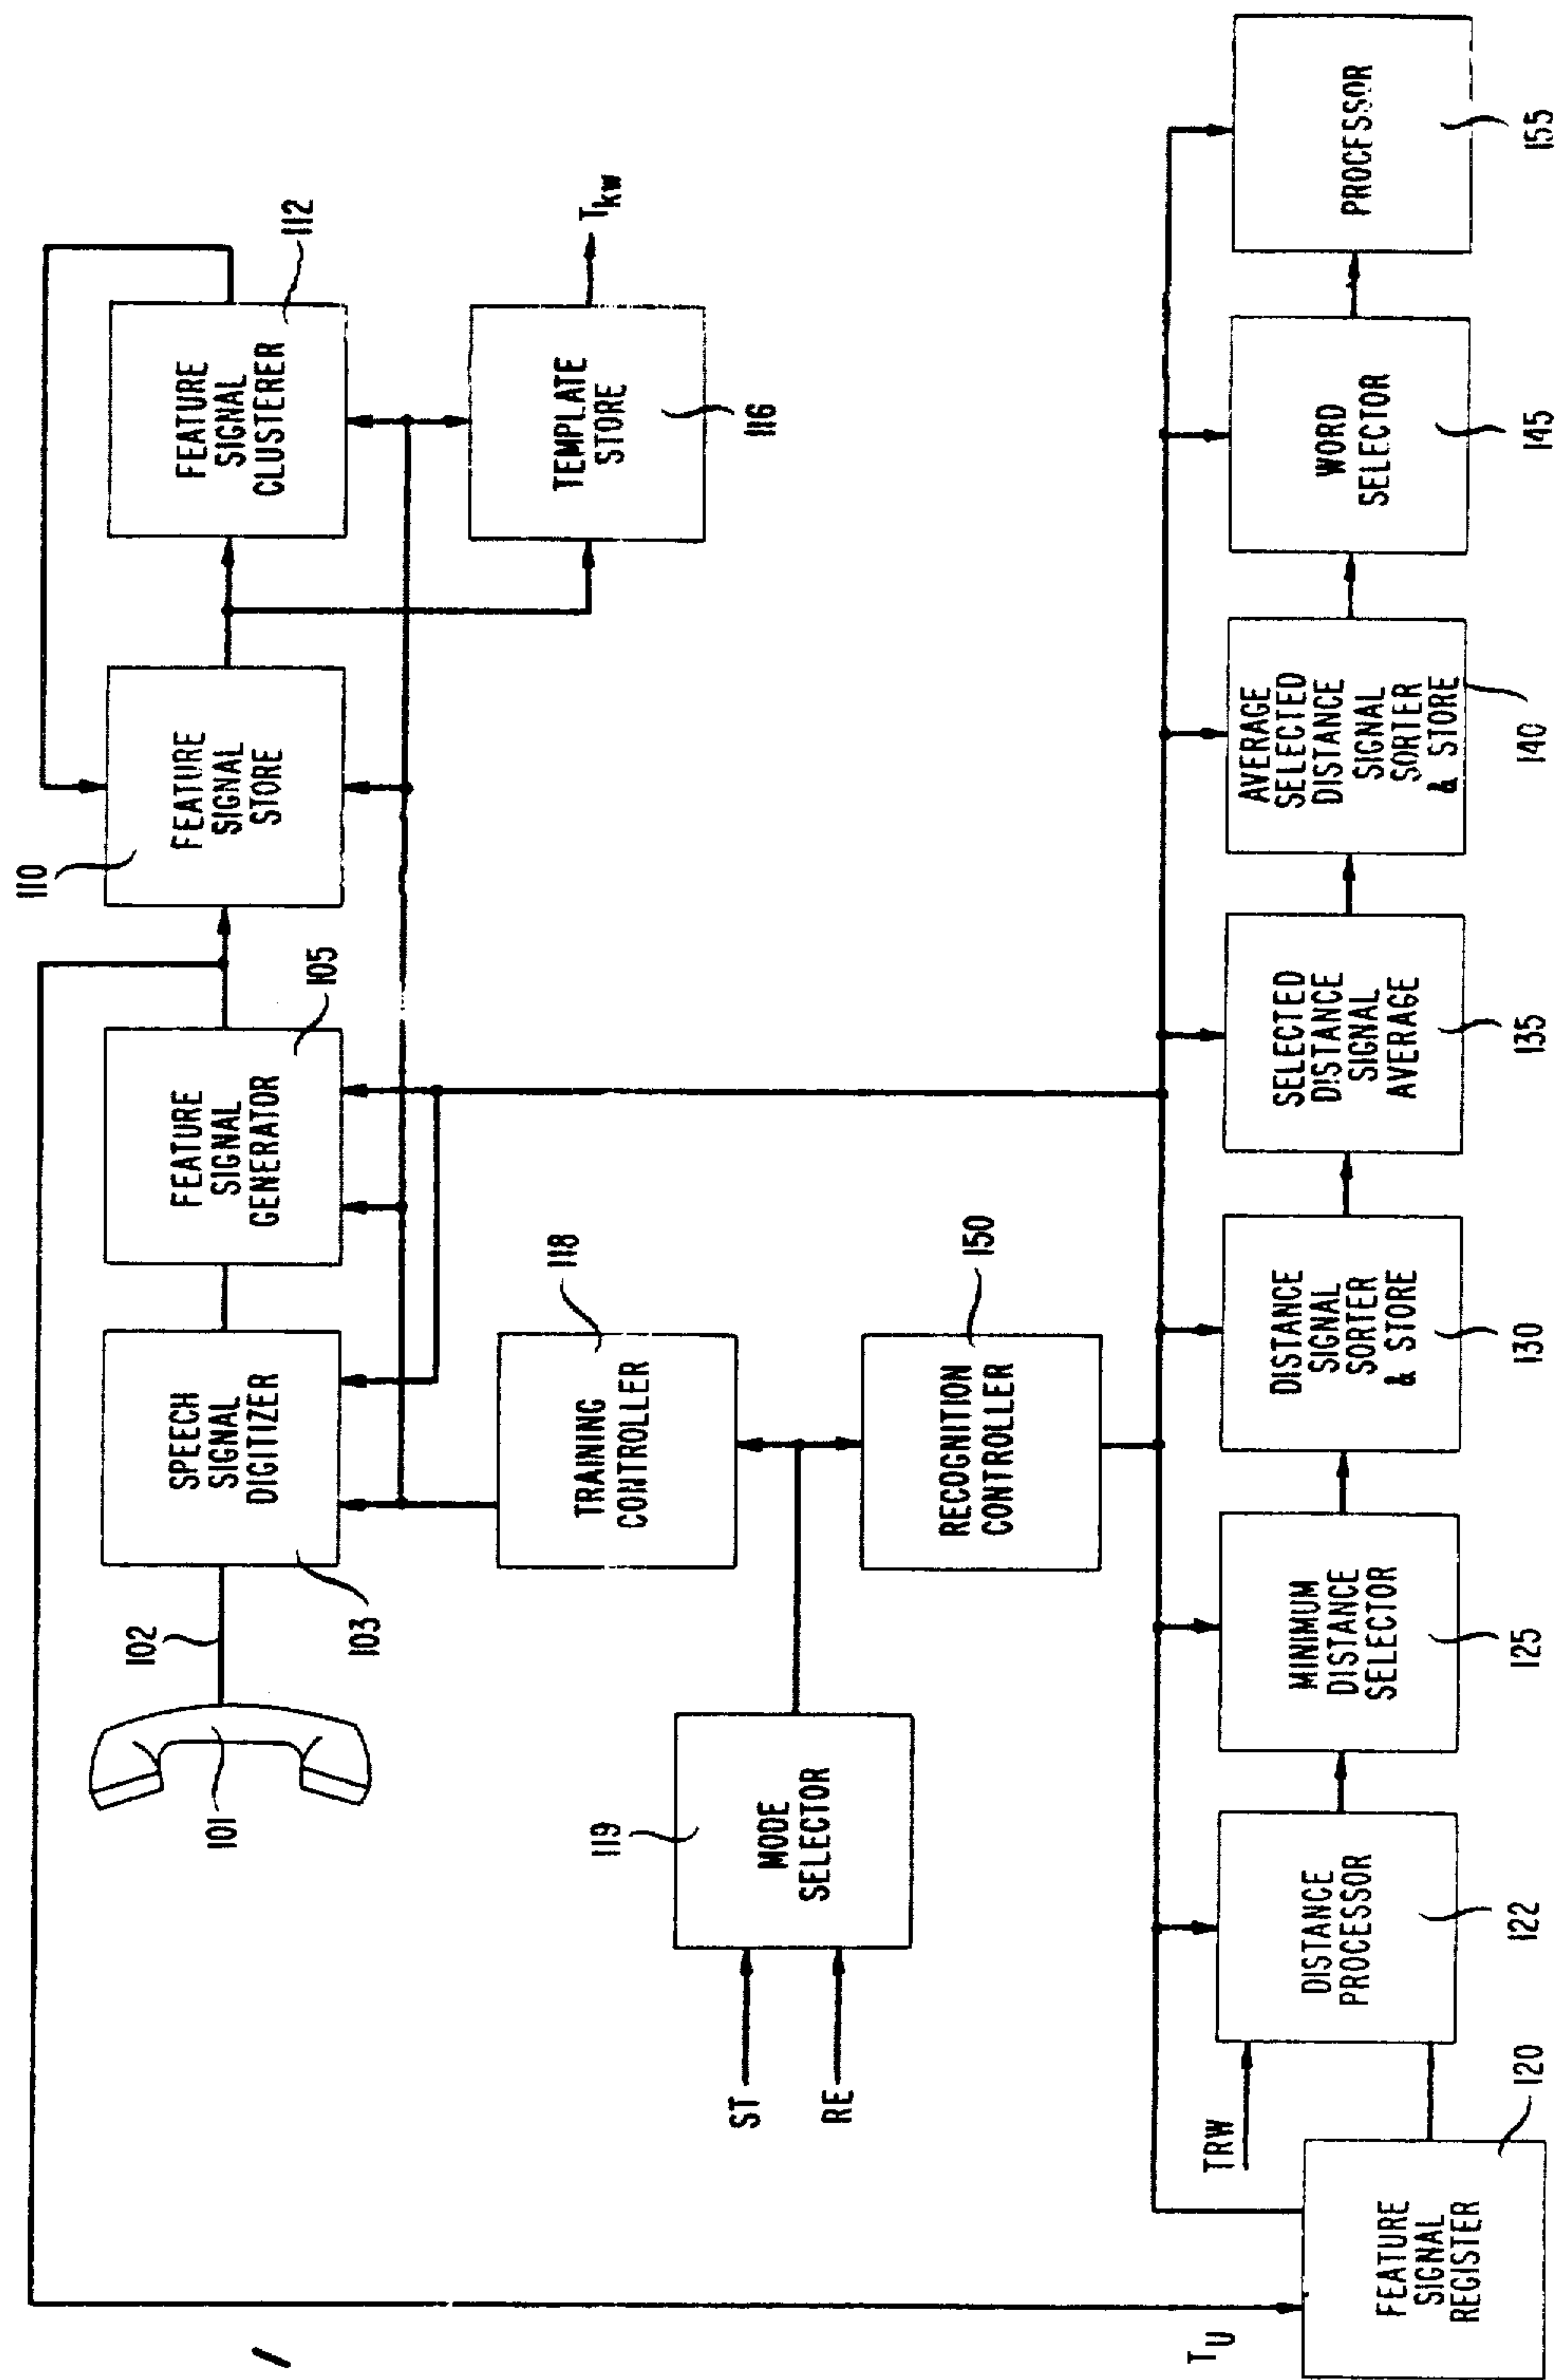 112
FEATURE
SIGNAL
CLUSTERER
T_kw
TEMPLATE
STORE
116
110
FEATURE
SIGNAL
STORE
105
FEATURE
SIGNAL
GENERATOR
SPEECH
SIGNAL
DIGITIZER
103
102
101
118
TRAINING
CONTROLLER
150
RECOGNITION
CONTROLLER
119
MODE
SELECTOR
ST
RE
PROCESSOR
155
WORD
SELECTOR
145
AVERAGE
SELECTED
DISTANCE
SIGNAL
SORTER
& STORE
140
SELECTED
DISTANCE
SIGNAL
AVERAGE
135
DISTANCE
SIGNAL
SORTER
& STORE
130
MINIMUM
DISTANCE
SELECTOR
125
DISTANCE
PROCESSOR
122
TRW
120
FEATURE
SIGNAL
REGISTER
T_U